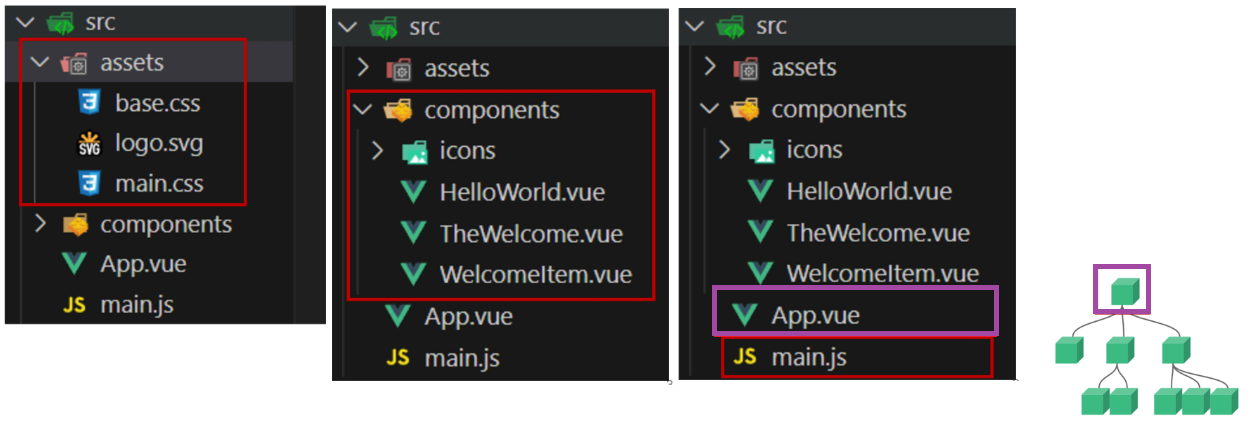 src
assets
base.css
SVG logo.svg
main.css
components
App.vue
JS main.js
src
assets
components
icons
HelloWorld.vue
TheWelcome.vue
WelcomeItem.vue
App.vue
JS main.js
src
assets
components
icons
HelloWorld.vue
TheWelcome.vue
WelcomeItem.vue
App.vue
JS main.js